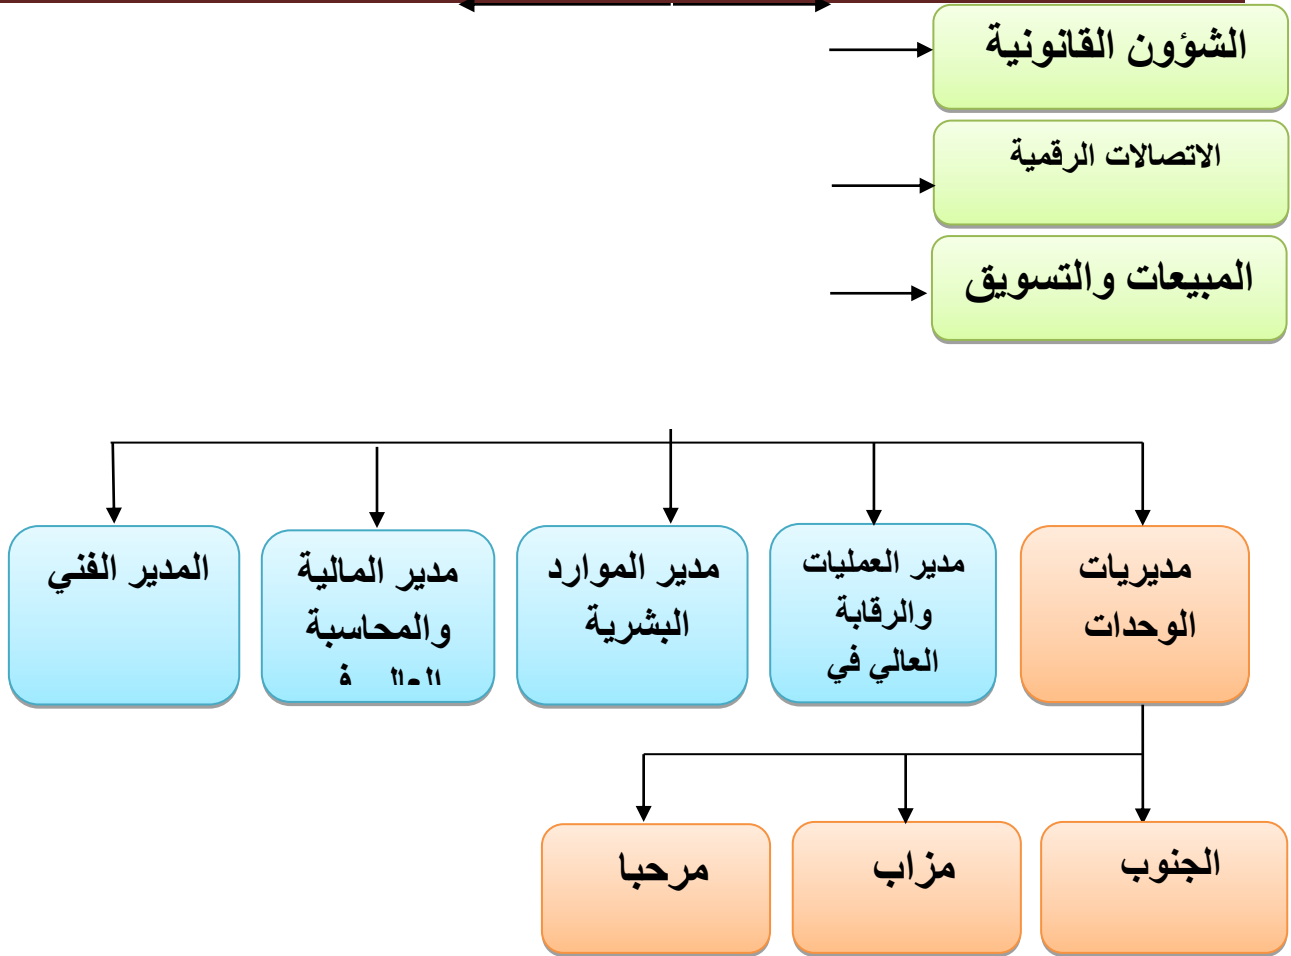 الشؤون القانونية
الاتصالات الرقمية
المبيعات والتسويق
مديريات
الوحدات
مدير العمليات
والرقابة
العالي في
مدير الموارد
البشرية
مدير المالية
والمحاسبة
المدير الفني
الجنوب
مزاب
مرحبا